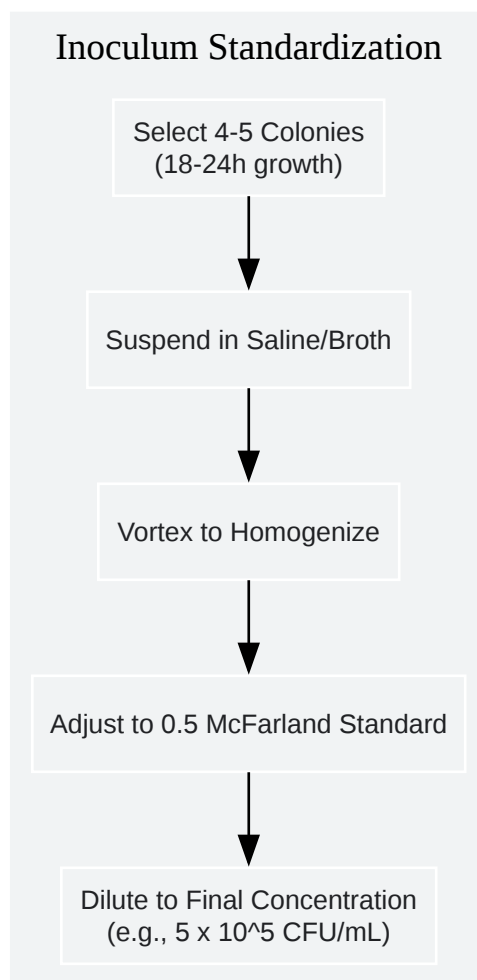 Inoculum Standardization
Select 4-5 Colonies
(18-24h growth)
Suspend in Saline/Broth
Vortex to Homogenize
Adjust to 0.5 McFarland Standard
Dilute to Final Concentration
(e.g., 5 x 10^5 CFU/mL)